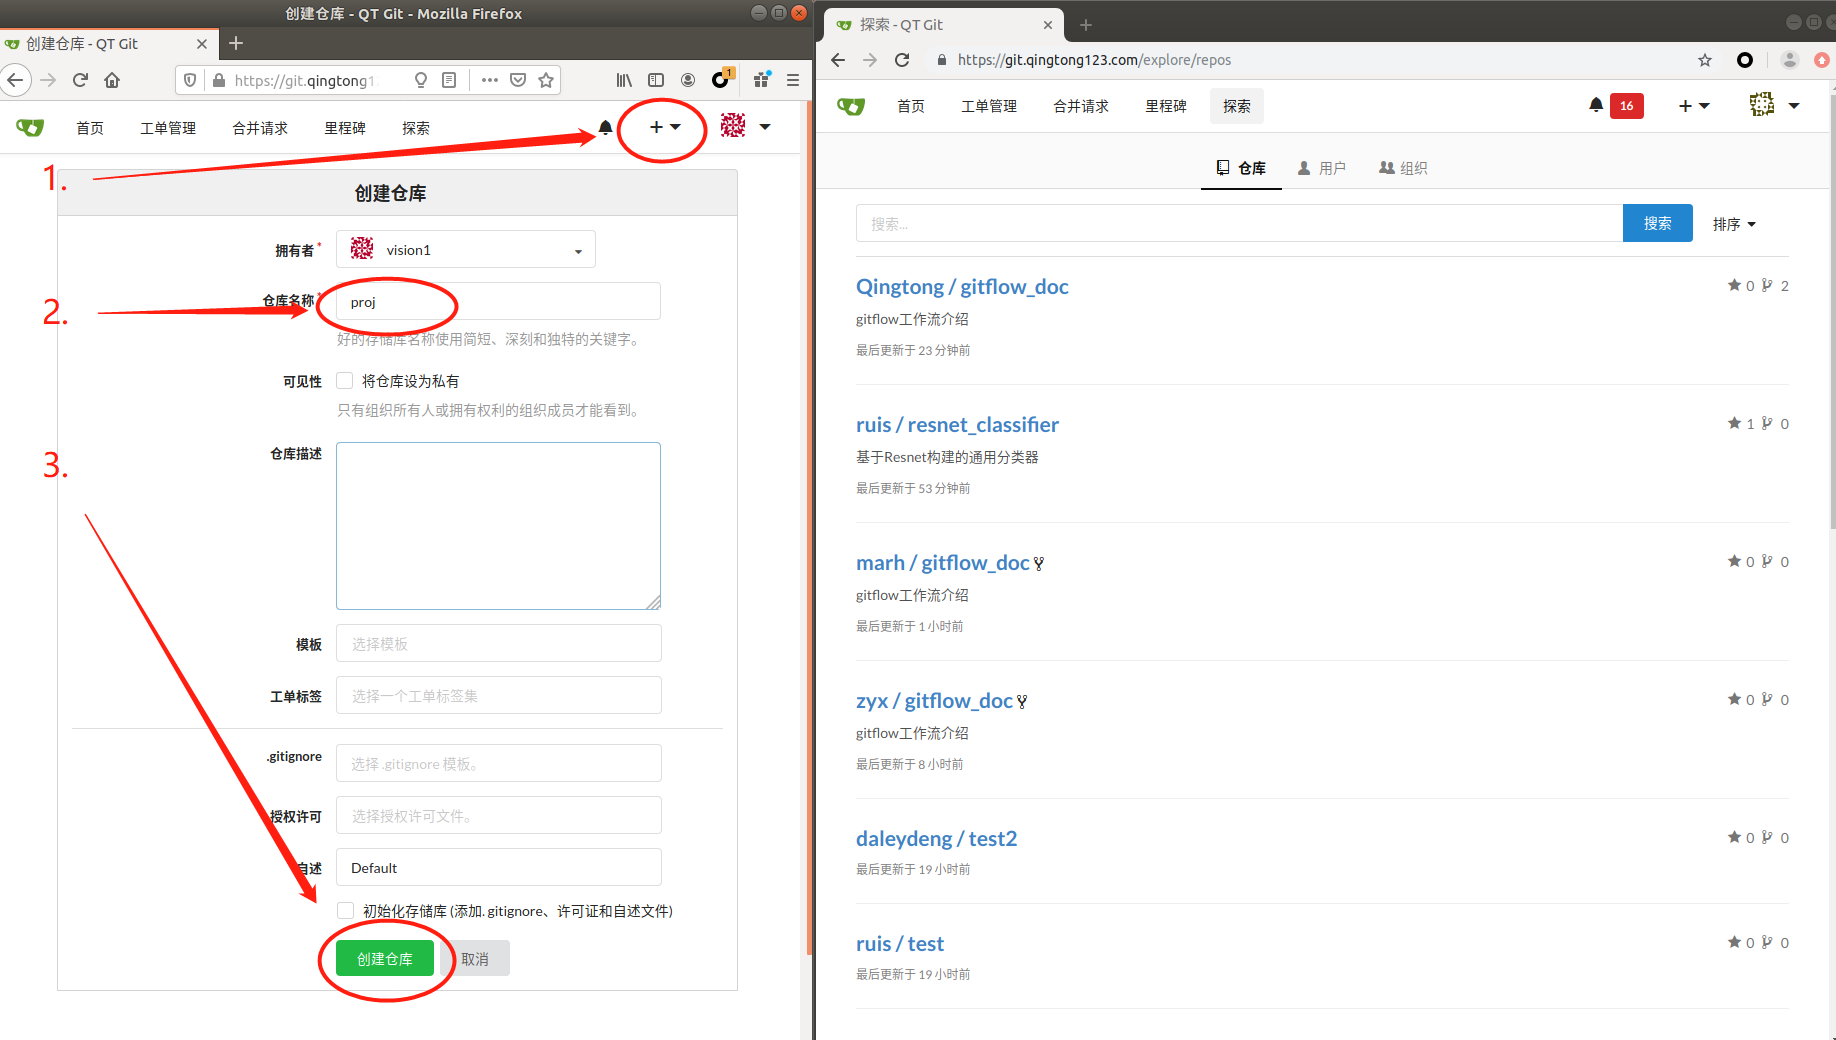 创建仓库 - QT Git - Mozilla Firefox
创建仓库 - QT Git
https://git.qingtong12
1
首页 工单管理 合并请求 里程碑 探索
1.
创建仓库
拥有者* vision1
2.
仓库名称* proj
好的存储库名称使用简短、深刻和独特的关键字。
可见性 将仓库设为私有
只有组织所有人或拥有权利的组织成员才能看到。
3.
仓库描述
模板 选择模板
工单标签 选择一个工单标签集
.gitignore 选择 .gitignore 模板。
授权许可 选择授权许可文件。
自述 Default
初始化存储库 (添加. gitignore、许可证和自述文件)
创建仓库 取消
探索 - QT Git
https://git.qingtong123.com/explore/repos
首页 工单管理 合并请求 里程碑 探索 16
仓库 用户 组织
搜索... 搜索 排序
Qingtong / gitflow_doc 0 2
gitflow工作流介绍
最后更新于 23 分钟前
ruis / resnet_classifier 1 0
基于Resnet构建的通用分类器
最后更新于 53 分钟前
marh / gitflow_doc 0 0
gitflow工作流介绍
最后更新于 1 小时前
zyx / gitflow_doc 0 0
gitflow工作流介绍
最后更新于 8 小时前
daleydeng / test2 0 0
最后更新于 19 小时前
ruis / test 0 0
最后更新于 19 小时前